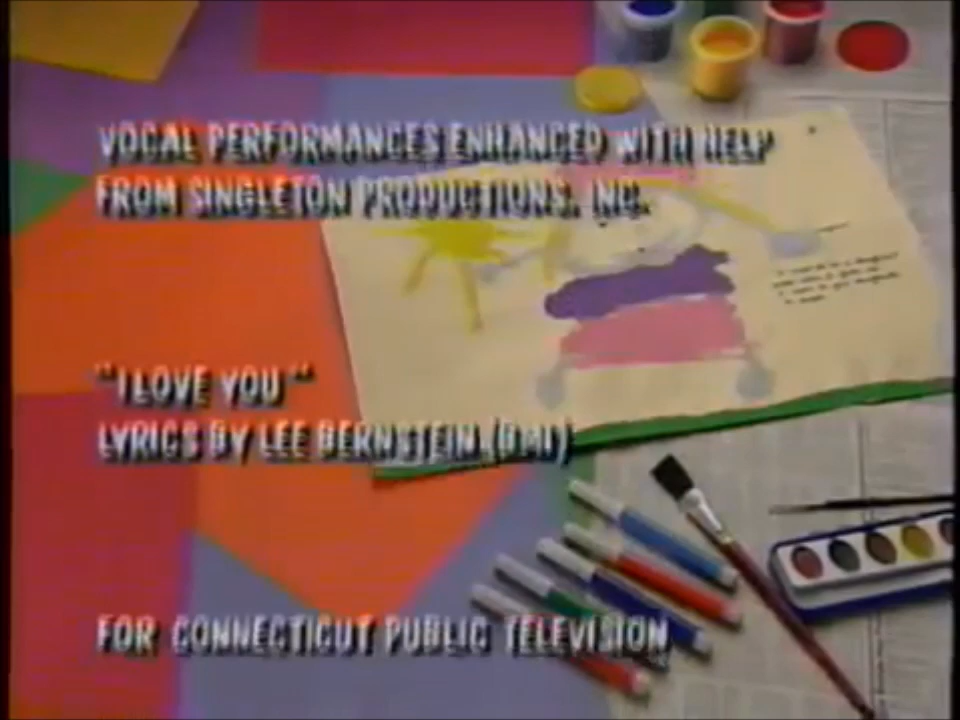 VOCAL PERFORMANCES ENHANCED WITH HELP
FROM SINGLETON PRODUCTIONS, INC.
"I LOVE YOU"
LYRICS BY LEE BERNSTEIN (BMI)
FOR CONNECTICUT PUBLIC TELEVISION